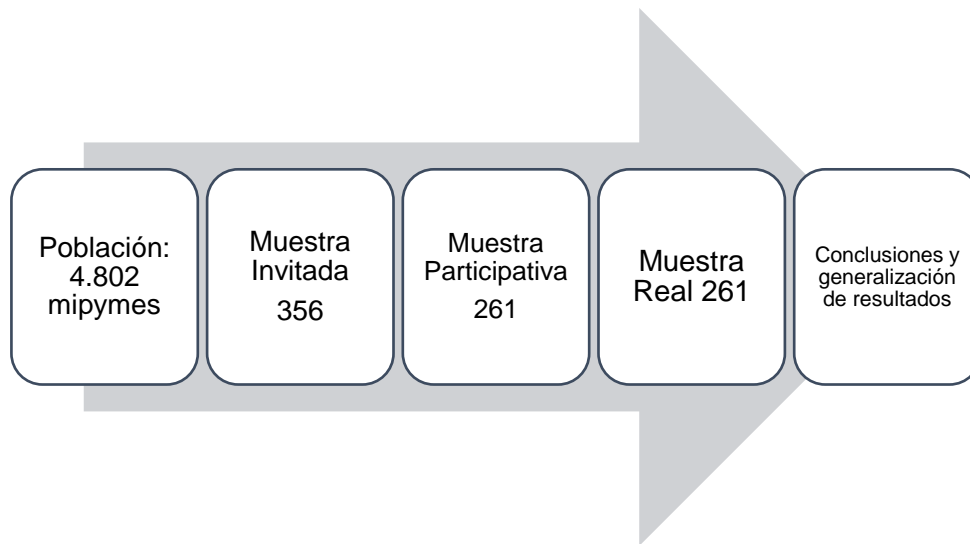 Población:
4.802
mipymes
Muestra
Invitada
356
Muestra
Participativa
261
Muestra
Real 261
Conclusiones y
generalización
de resultados